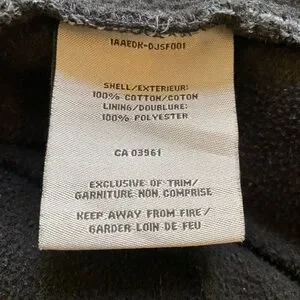 1AAEDK-DJSF001
SHELL/EXTERIEUR:
100% COTTON/COTON
LINING/DOUBLURE:
100% POLYESTER
CA 03961
EXCLUSIVE OF TRIM/
GARNITURE NON COMPRISE
KEEP AWAY FROM FIRE/
GARDER LOIN DE FEU